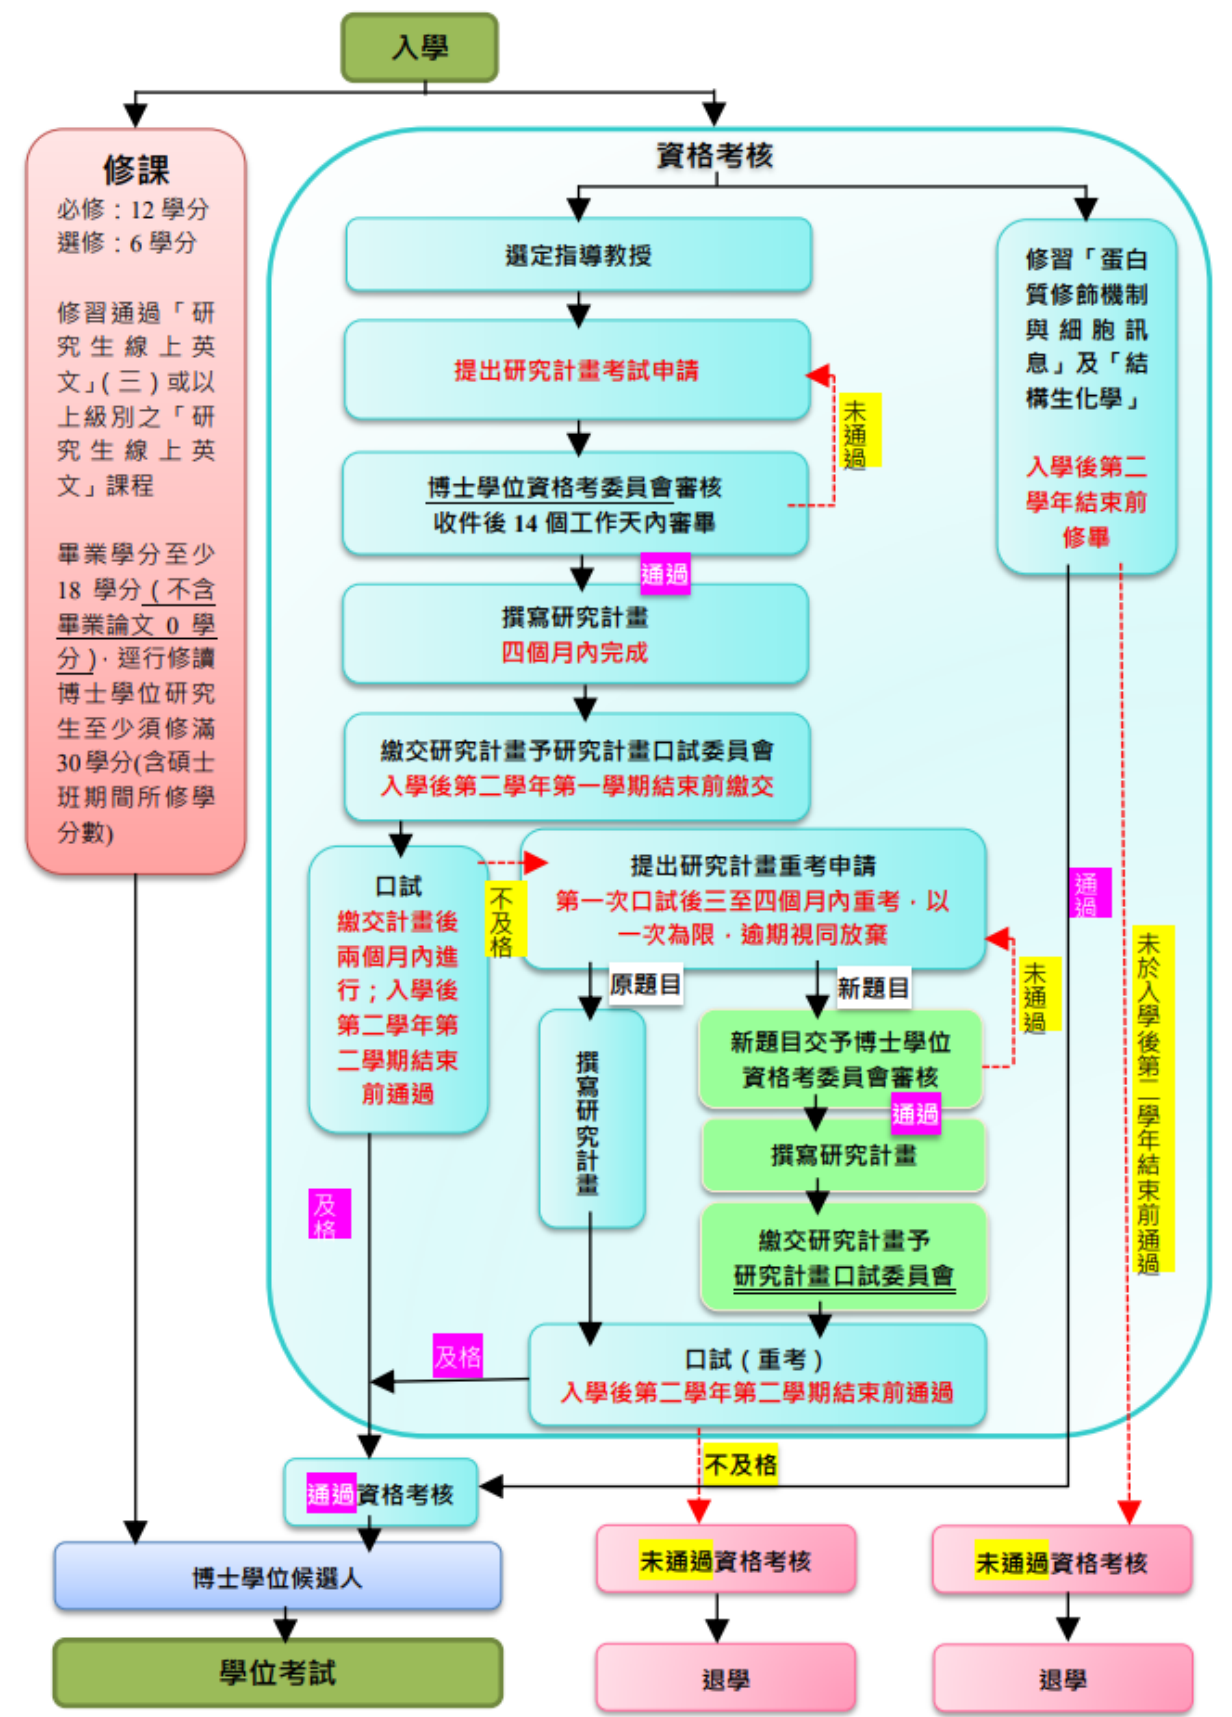 入學
修課
必修：12 學分
選修：6 學分
修習通過「研
究生線上英
文」(三)或以
上級別之「研
究生線上英
文」課程
畢業學分至少
18 學分(不含
畢業論文 0 學
分)，逕行修讀
博士學位研究
生至少須修滿
30 學分(含碩士
班期間所修學
分數)
資格考核
選定指導教授
提出研究計畫考試申請
未通過
博士學位資格考委員會審核
收件後 14 個工作天內審畢
通過
撰寫研究計畫
四個月內完成
繳交研究計畫予研究計畫口試委員會
入學後第二學年第一學期結束前繳交
修習「蛋白
質修飾機制
與細胞訊
息」及「結
構生化學」
入學後第二
學年結束前
修畢
口試
繳交計畫後
兩個月內進
行；入學後
第二學年第
二學期結束
前通過
不及格
提出研究計畫重考申請
第一次口試後三至四個月內重考，以
一次為限，逾期視同放棄
原題目
新題目
未通過
通過
未於入學後第二學年結束前通過
撰寫研究計畫
新題目交予博士學位
資格考委員會審核
通過
撰寫研究計畫
繳交研究計畫予
研究計畫口試委員會
及格
及格
口試（重考）
入學後第二學年第二學期結束前通過
不及格
通過資格考核
博士學位候選人
學位考試
未通過資格考核
退學
未通過資格考核
退學